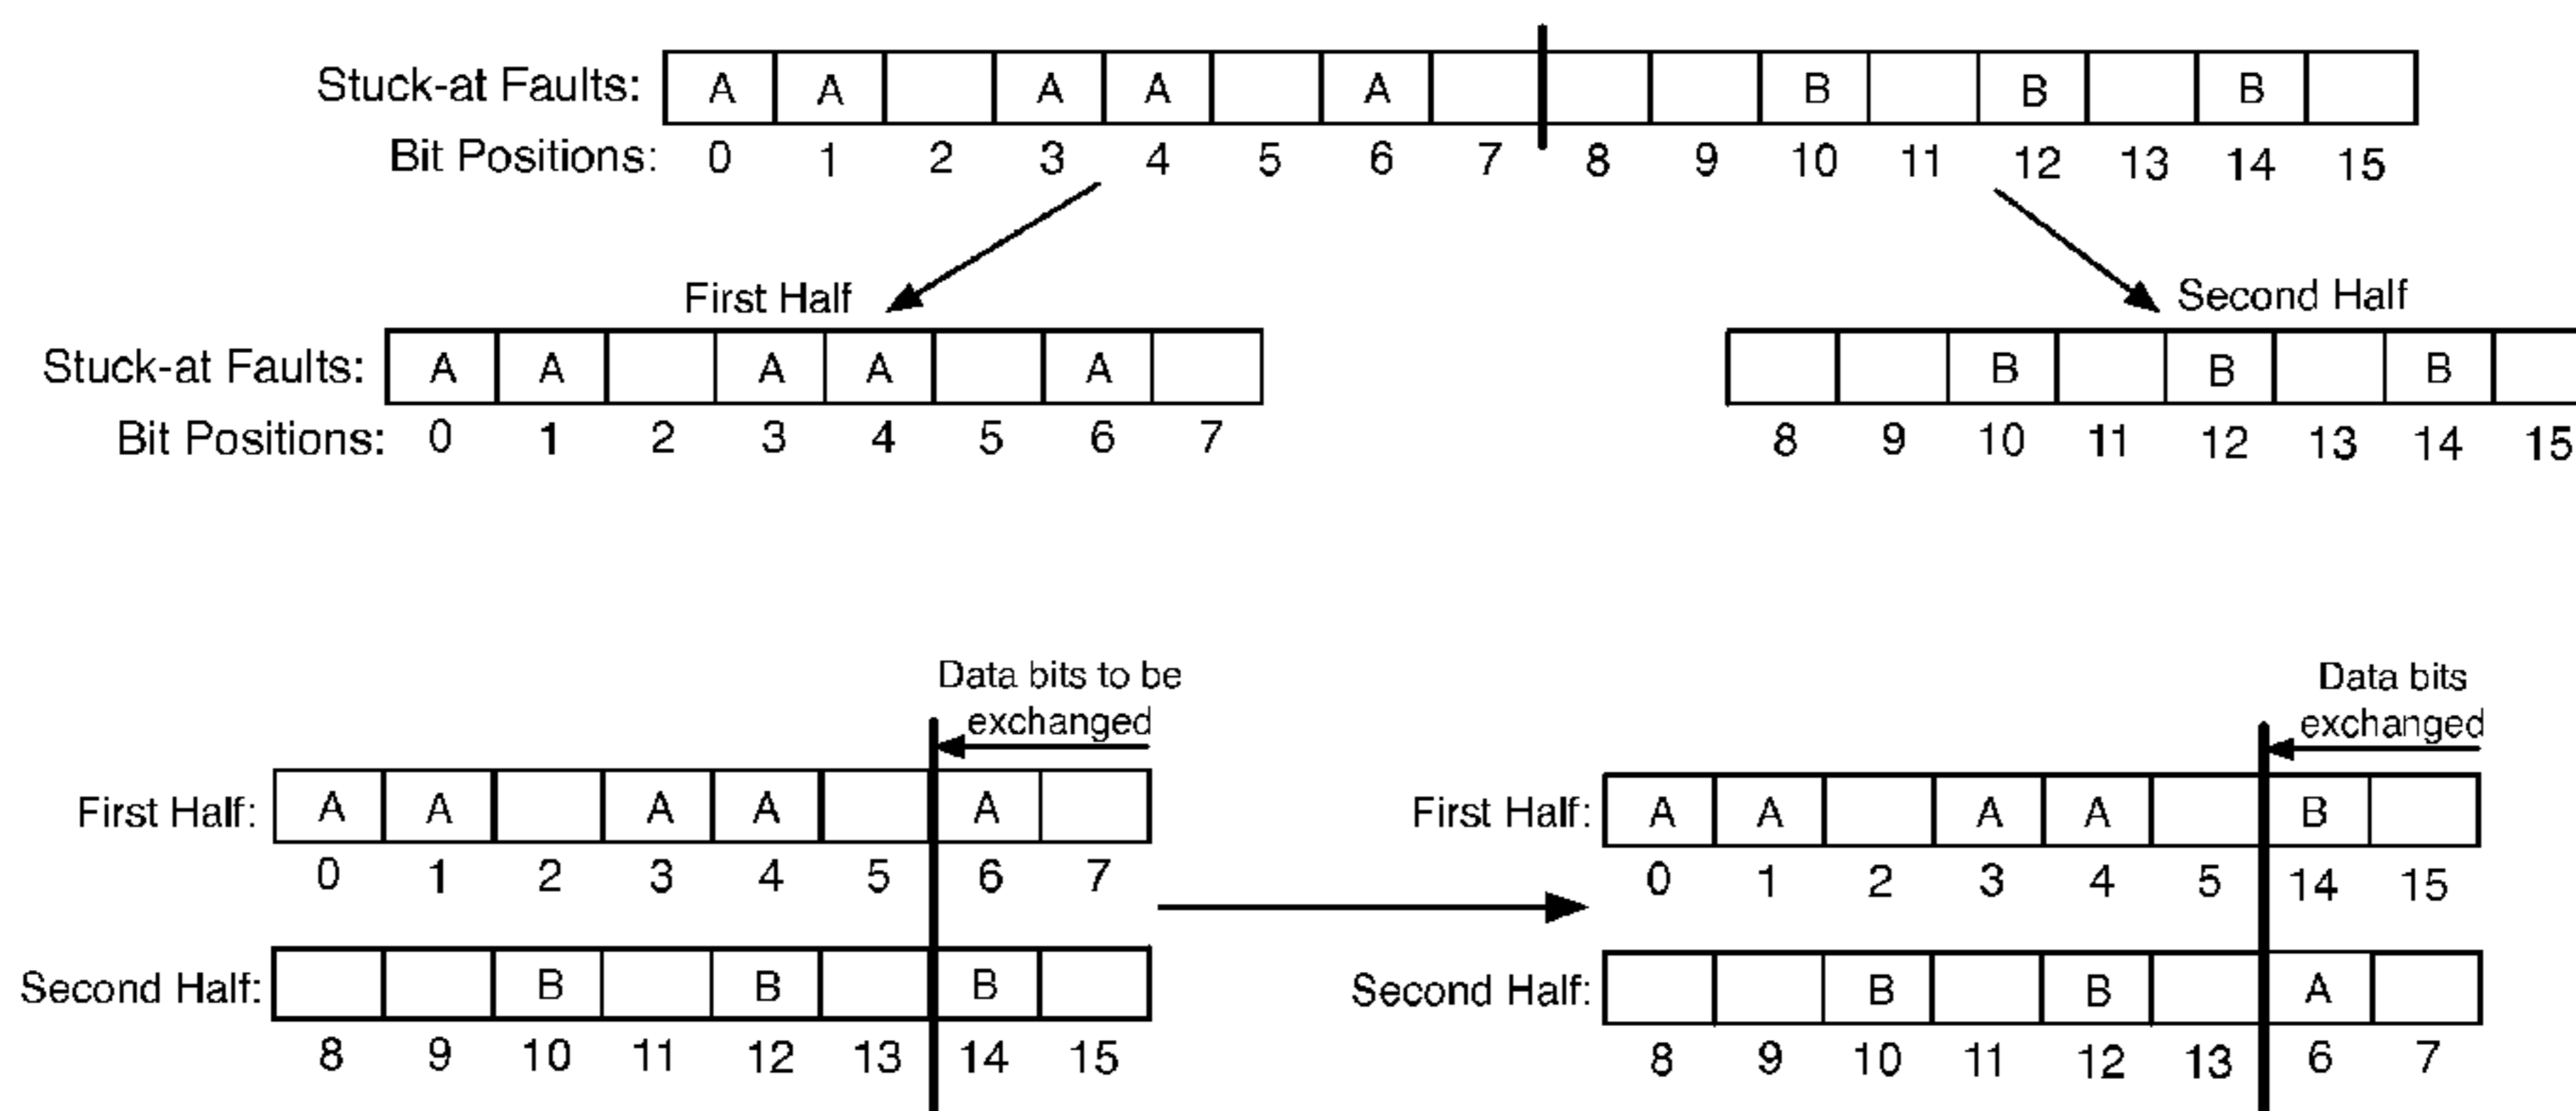 Stuck-at Faults: A A A A A B B B
Bit Positions: 0 1 2 3 4 5 6 7 8 9 10 11 12 13 14 15
First Half
Second Half
Stuck-at Faults: A A A A A B B B
Bit Positions: 0 1 2 3 4 5 6 7 8 9 10 11 12 13 14 15
Data bits to be
exchanged
First Half: A A A A A
0 1 2 3 4 5 6 7
Second Half: B B B
8 9 10 11 12 13 14 15
Data bits
exchanged
First Half: A A A A B
0 1 2 3 4 5 14 15
Second Half: B B A
8 9 10 11 12 13 6 7